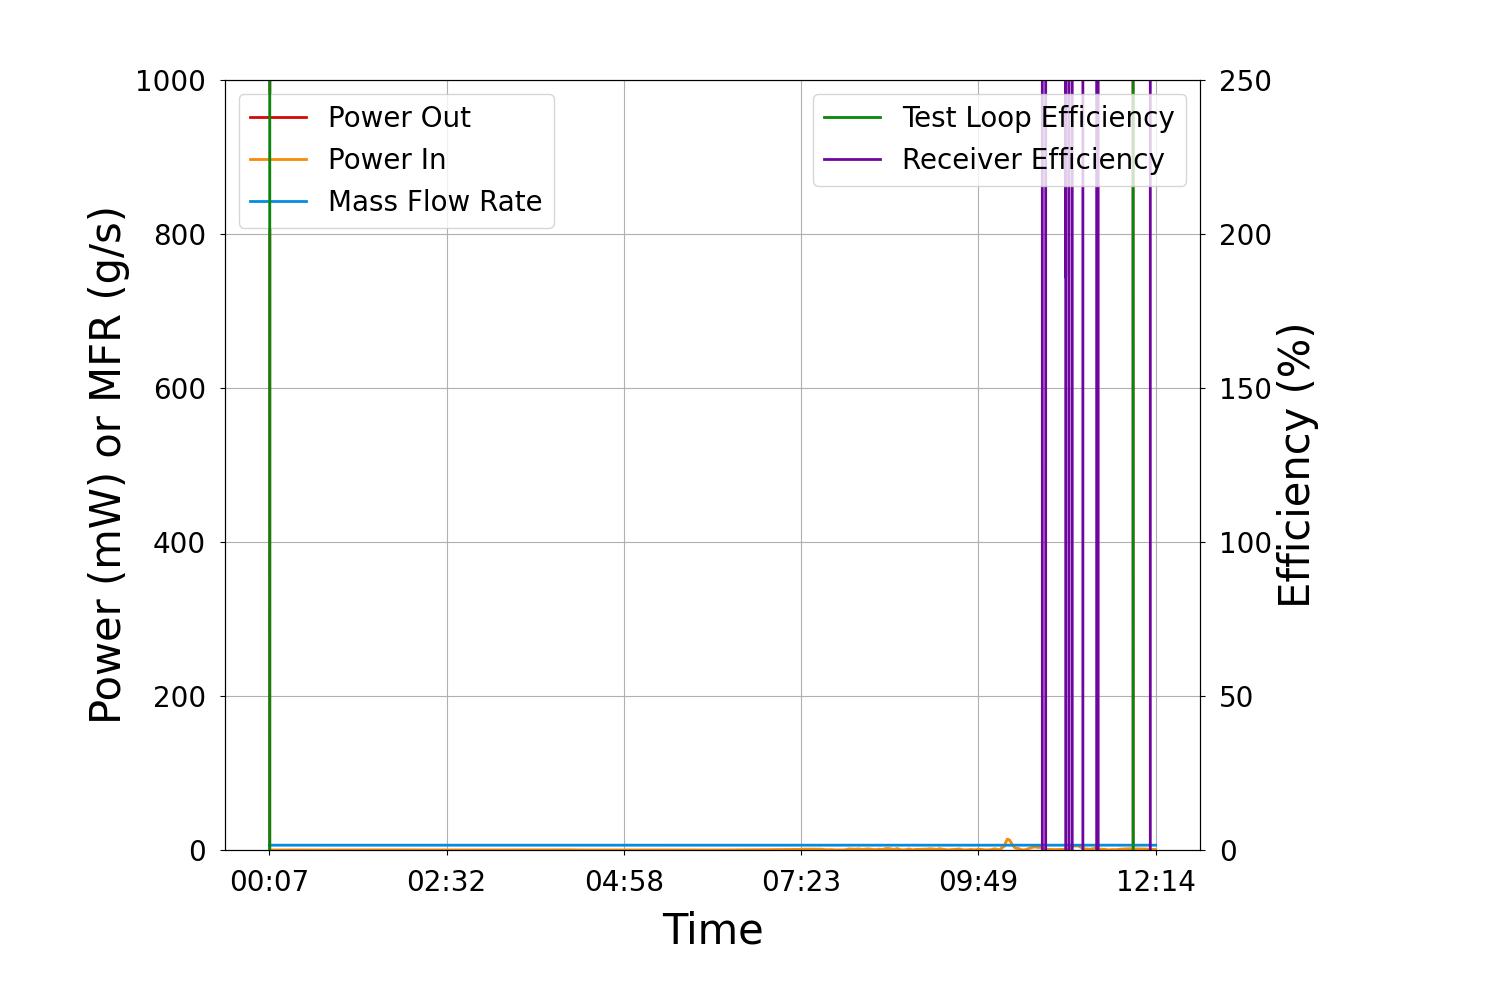 Power (mW) or MFR (g/s)
1000
800
600
400
200
0
Power Out
Power In
Mass Flow Rate
Test Loop Efficiency
Receiver Efficiency
250
200
150
100
50
0
Efficiency (%)
00:07 02:32 04:58 07:23 09:49 12:14
Time